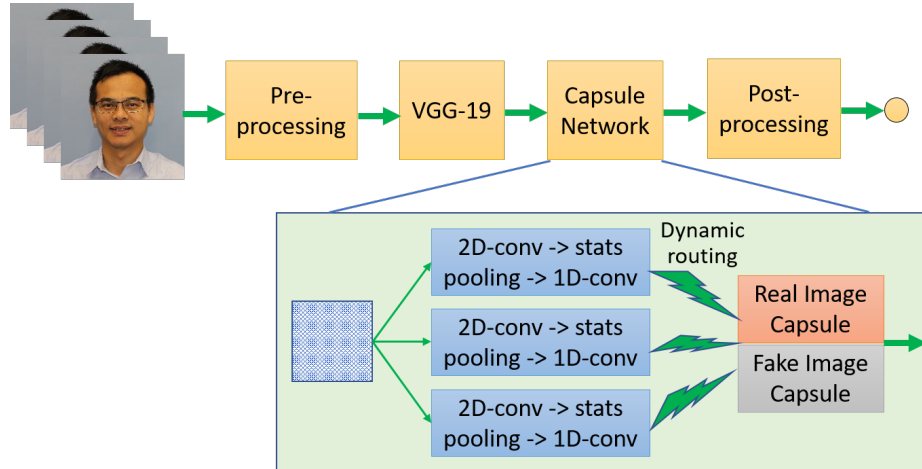 Pre-
processing
VGG-19
Capsule
Network
Post-
processing
Dynamic
routing
2D-conv -> stats
pooling -> 1D-conv
2D-conv -> stats
pooling -> 1D-conv
2D-conv -> stats
pooling -> 1D-conv
Real Image
Capsule
Fake Image
Capsule